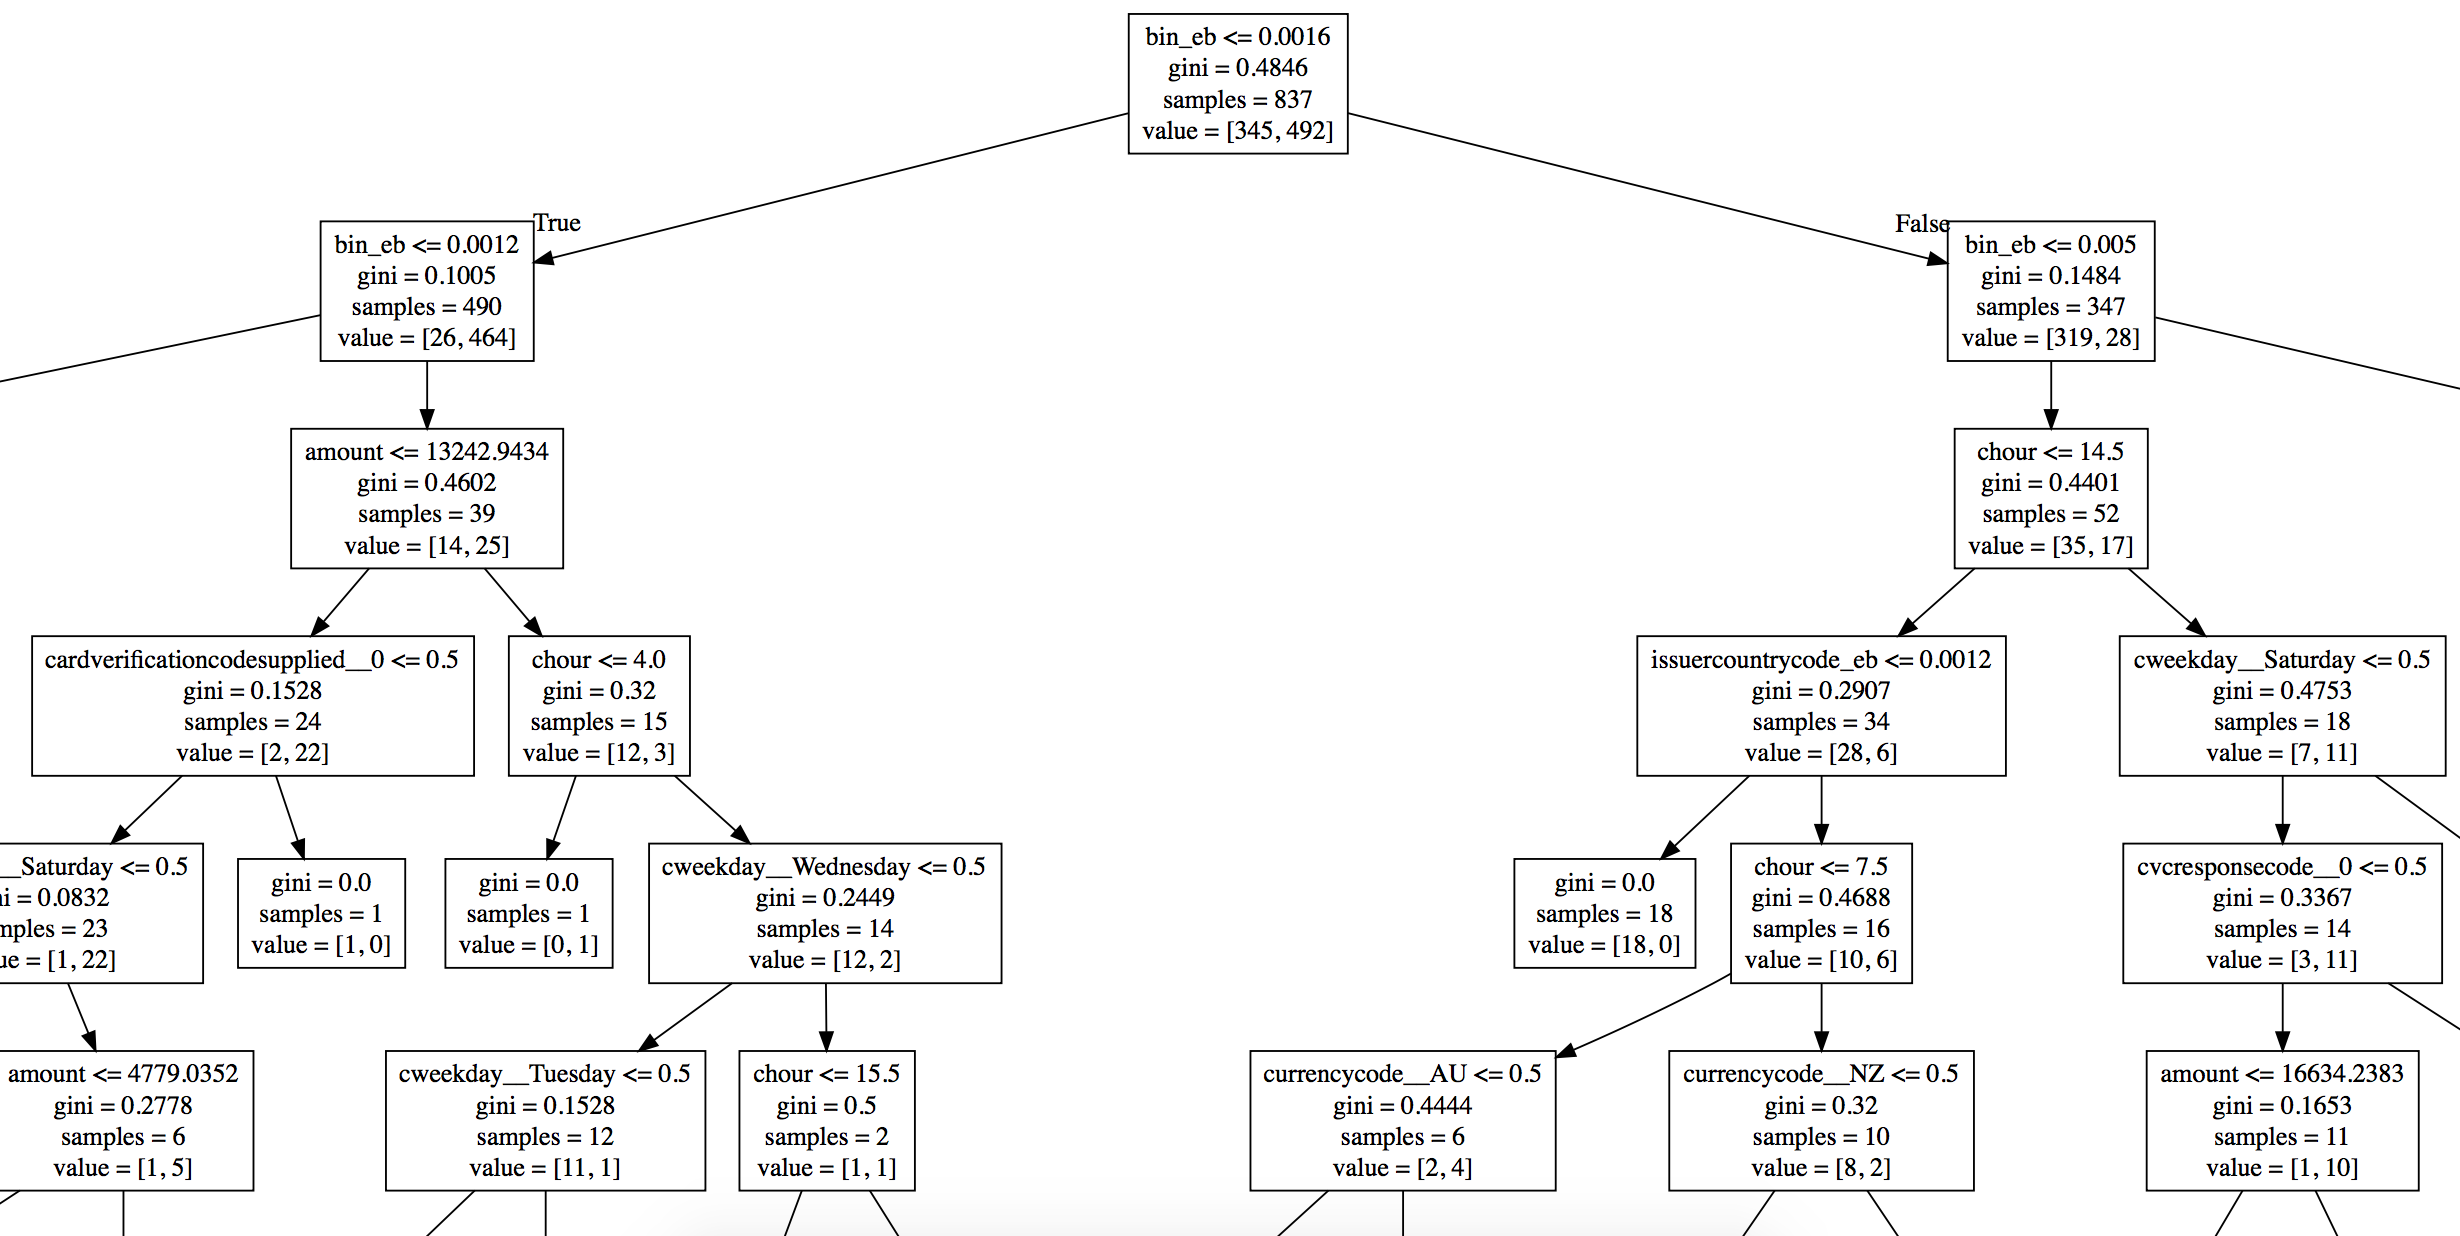 bin_eb <= 0.0016
gini = 0.4846
samples = 837
value = [345, 492]
True
False
bin_eb <= 0.0012
gini = 0.1005
samples = 490
value = [26, 464]
bin_eb <= 0.005
gini = 0.1484
samples = 347
value = [319, 28]
amount <= 13242.9434
gini = 0.4602
samples = 39
value = [14, 25]
chour <= 14.5
gini = 0.4401
samples = 52
value = [35, 17]
cardverificationcodesupplied__0 <= 0.5
gini = 0.1528
samples = 24
value = [2, 22]
chour <= 4.0
gini = 0.32
samples = 15
value = [12, 3]
issuercountrycode_eb <= 0.0012
gini = 0.2907
samples = 34
value = [28, 6]
cweekday__Saturday <= 0.5
gini = 0.4753
samples = 18
value = [7, 11]
__Saturday <= 0.5
ni = 0.0832
mples = 23
ue = [1, 22]
gini = 0.0
samples = 1
value = [1, 0]
gini = 0.0
samples = 1
value = [0, 1]
cweekday__Wednesday <= 0.5
gini = 0.2449
samples = 14
value = [12, 2]
gini = 0.0
samples = 18
value = [18, 0]
chour <= 7.5
gini = 0.4688
samples = 16
value = [10, 6]
cvcresponsecode__0 <= 0.5
gini = 0.3367
samples = 14
value = [3, 11]
amount <= 4779.0352
gini = 0.2778
samples = 6
value = [1, 5]
cweekday__Tuesday <= 0.5
gini = 0.1528
samples = 12
value = [11, 1]
chour <= 15.5
gini = 0.5
samples = 2
value = [1, 1]
currencycode__AU <= 0.5
gini = 0.4444
samples = 6
value = [2, 4]
currencycode__NZ <= 0.5
gini = 0.32
samples = 10
value = [8, 2]
amount <= 16634.2383
gini = 0.1653
samples = 11
value = [1, 10]